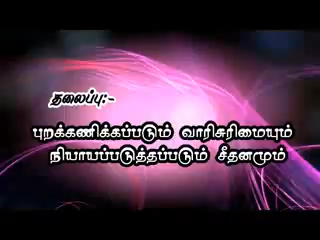 தலைப்பு:-
புறக்கணிக்கப்படும் வாரிசுரிமையும்
நியாயப்படுத்தப்படும் சீதனமும்